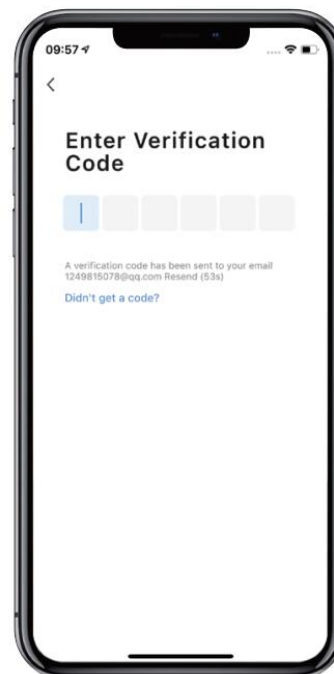 09:57
Enter Verification
Code
A verification code has been sent to your email
1249815078@qq.com Resend (53s)
Didn't get a code?